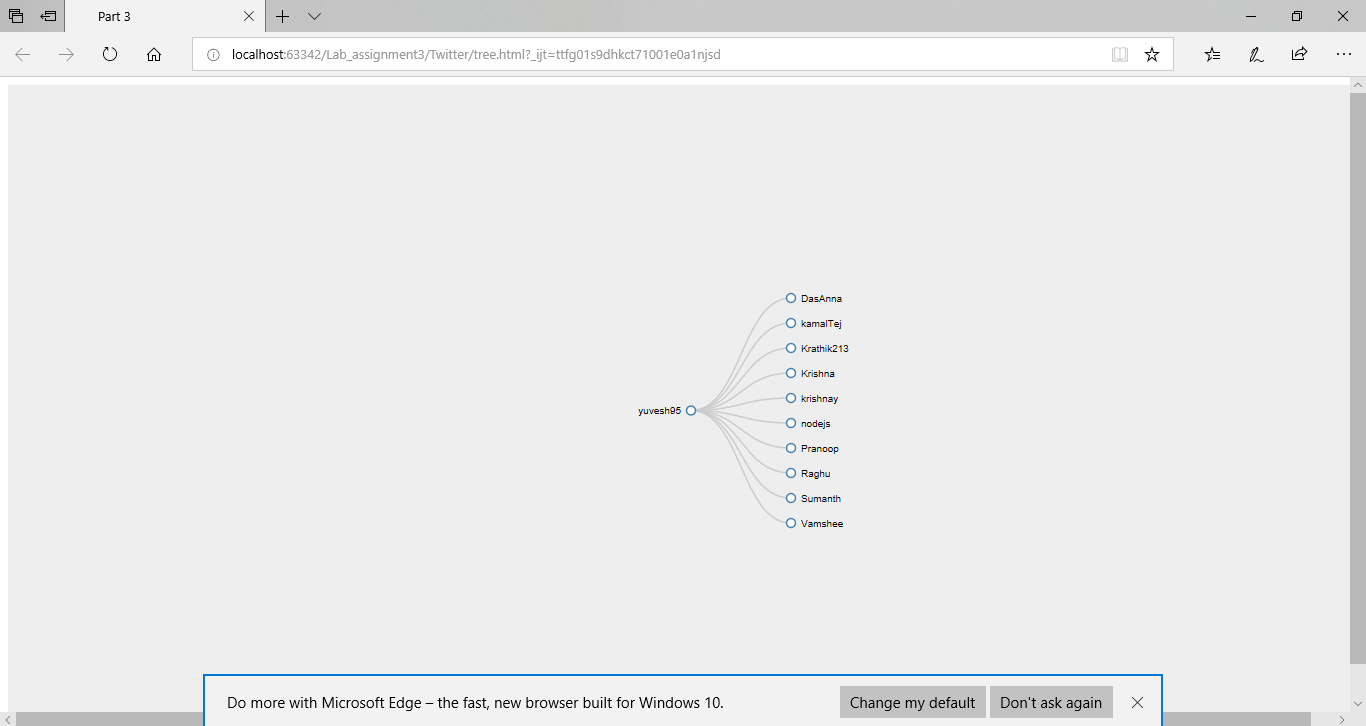 Part 3
localhost:63342/Lab_assignment3/Twitter/tree.html?_ijt=ttfg01s9dhkct71001e0a1njsd
DasAnna
kamalTej
Krathik213
Krishna
krishnay
yuvesh95
nodejs
Pranoop
Raghu
Sumanth
Vamshee
Do more with Microsoft Edge – the fast, new browser built for Windows 10. Change my default Don't ask again